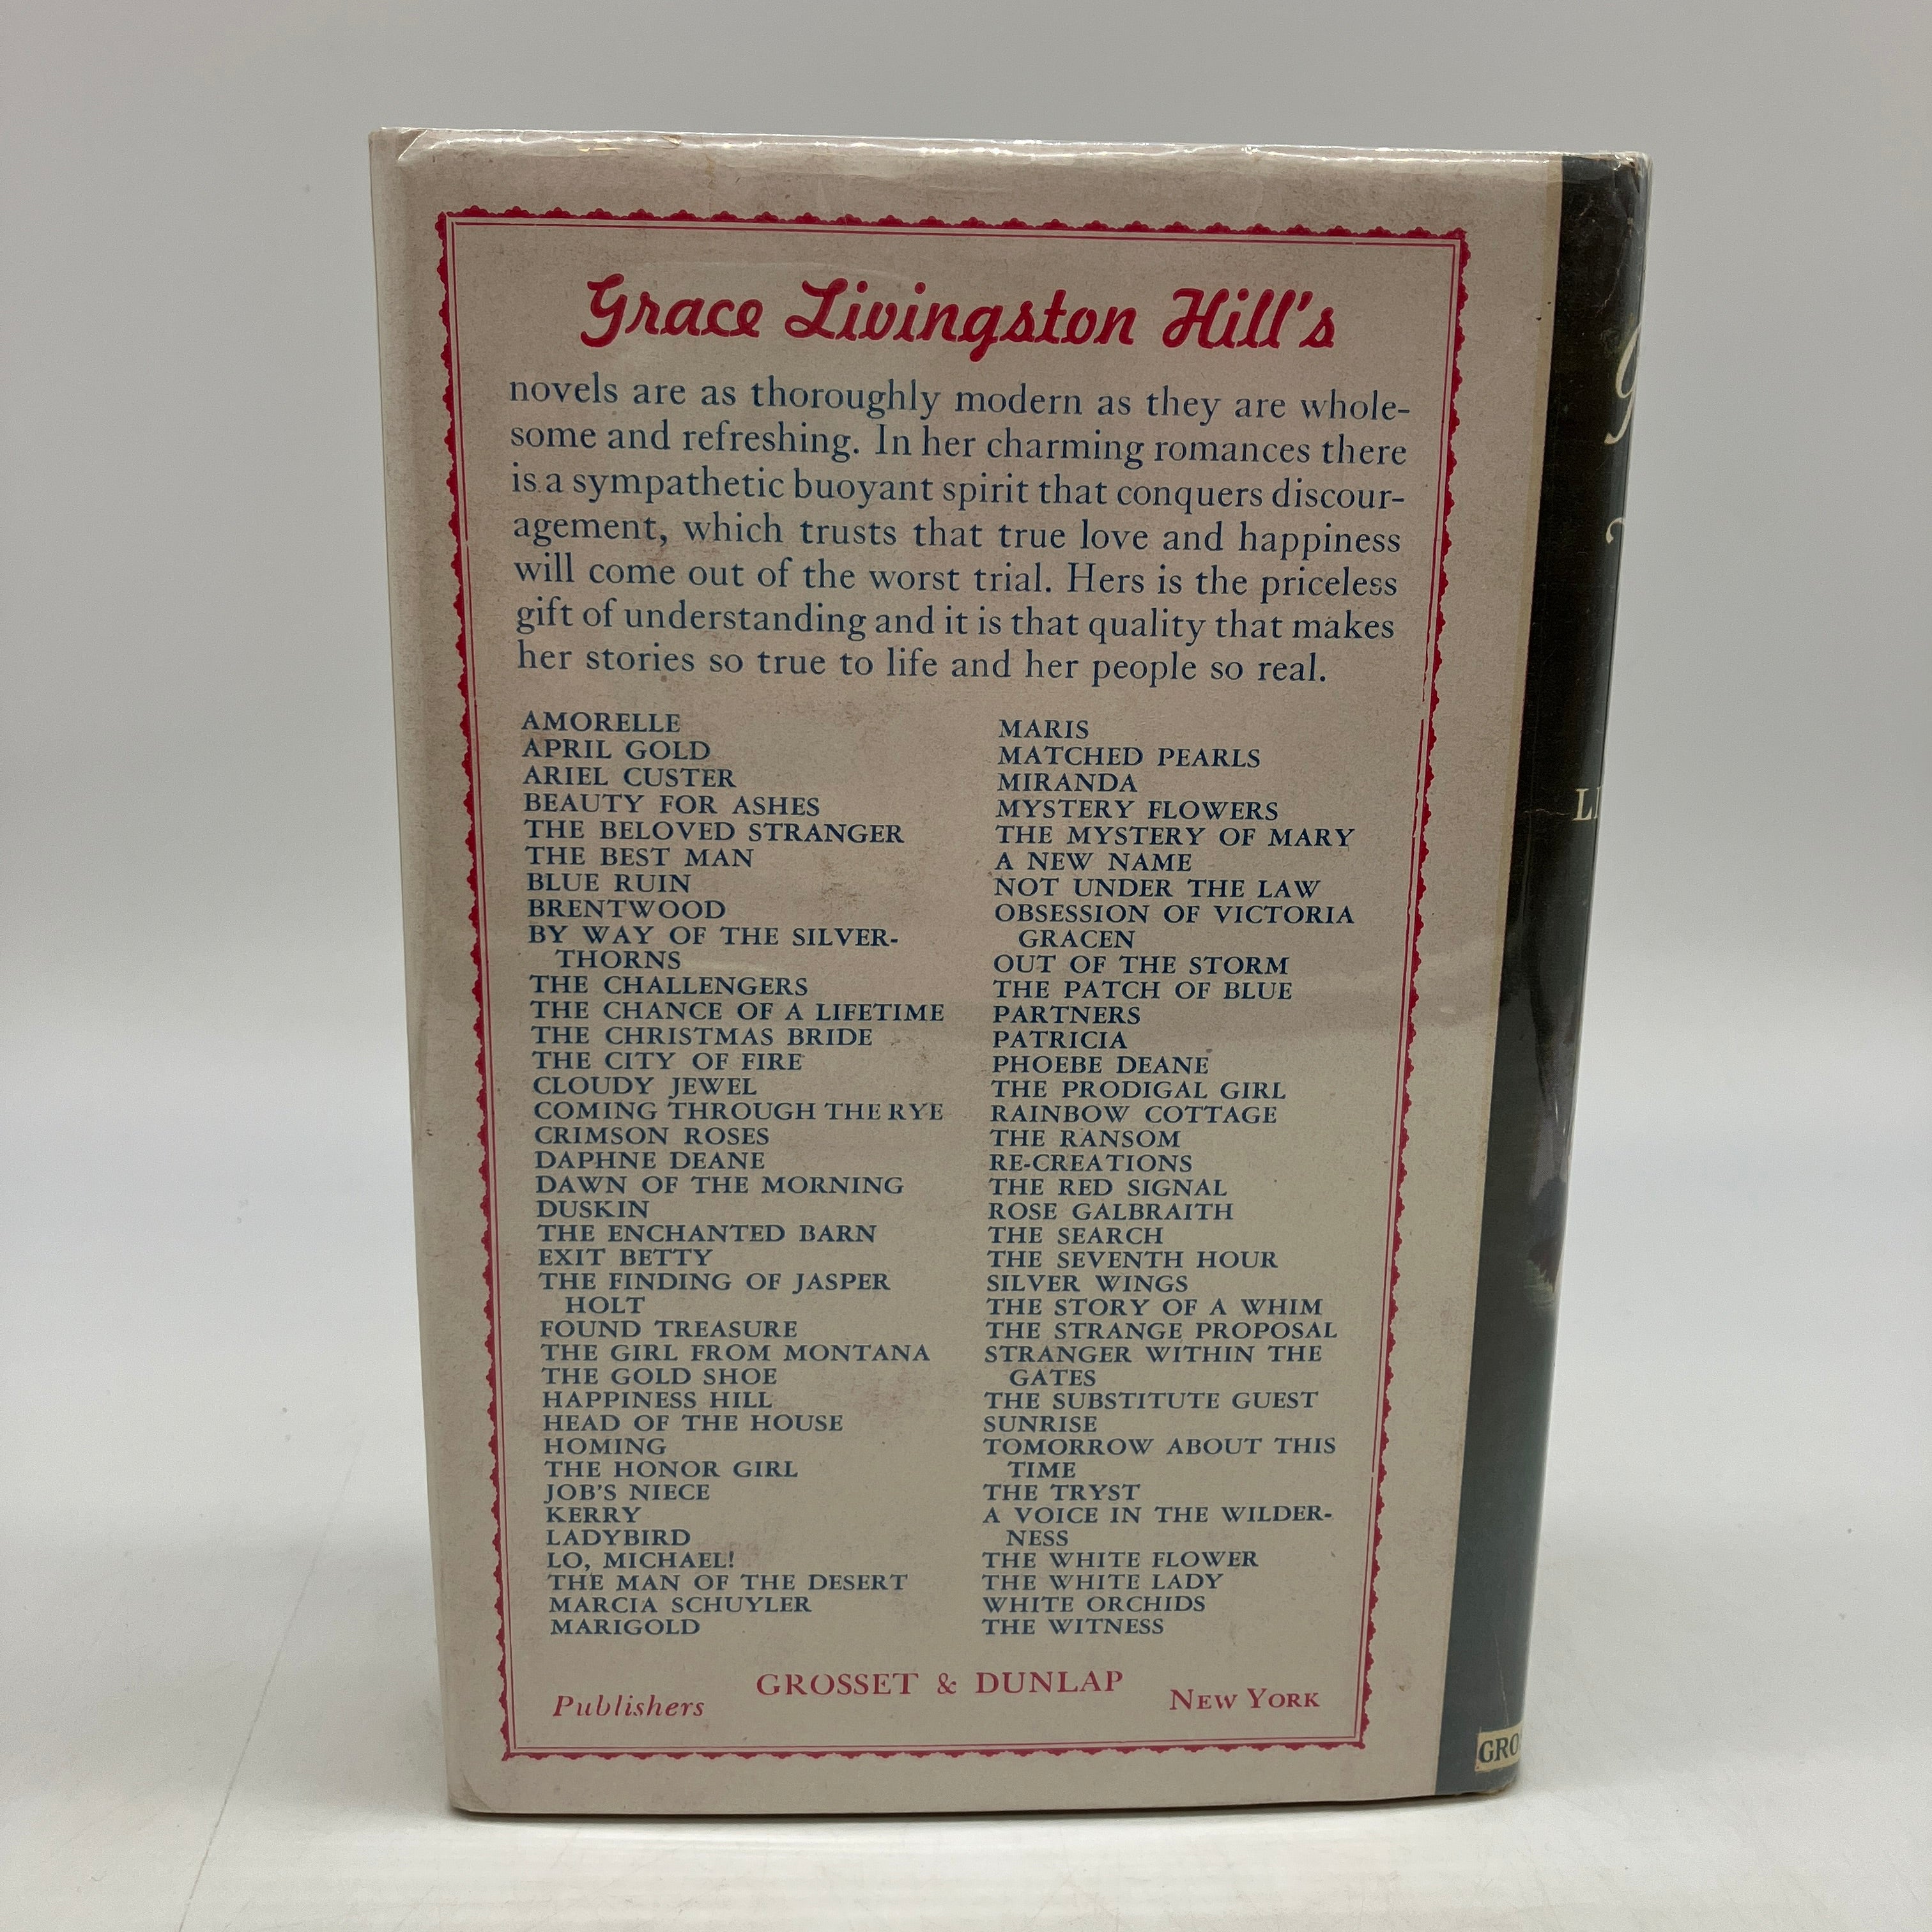 Grace Livingston Hill's
novels are as thoroughly modern as they are whole-
some and refreshing. In her charming romances there
is a sympathetic buoyant spirit that conquers discour-
agement, which trusts that true love and happiness
will come out of the worst trial. Hers is the priceless
gift of understanding and it is that quality that makes
her stories so true to life and her people so real.
AMORELLE
APRIL GOLD
ARIEL CUSTER
BEAUTY FOR ASHES
THE BELOVED STRANGER
THE BEST MAN
BLUE RUIN
BRENTWOOD
BY WAY OF THE SILVER-
THORNS
THE CHALLENGERS
THE CHANCE OF A LIFETIME
THE CHRISTMAS BRIDE
THE CITY OF FIRE
CLOUDY JEWEL
COMING THROUGH THE RYE
CRIMSON ROSES
DAPHNE DEANE
DAWN OF THE MORNING
DUSKIN
THE ENCHANTED BARN
EXIT BETTY
THE FINDING OF JASPER
HOLT
FOUND TREASURE
THE GIRL FROM MONTANA
THE GOLD SHOE
HAPPINESS HILL
HEAD OF THE HOUSE
HOMING
THE HONOR GIRL
JOB'S NIECE
KERRY
LADYBIRD
LO, MICHAEL!
THE MAN OF THE DESERT
MARCIA SCHUYLER
MARIGOLD
MARIS
MATCHED PEARLS
MIRANDA
MYSTERY FLOWERS
THE MYSTERY OF MARY
A NEW NAME
NOT UNDER THE LAW
OBSESSION OF VICTORIA
GRACEN
OUT OF THE STORM
THE PATCH OF BLUE
PARTNERS
PATRICIA
PHOEBE DEANE
THE PRODIGAL GIRL
RAINBOW COTTAGE
THE RANSOM
RE-CREATIONS
THE RED SIGNAL
ROSE GALBRAITH
THE SEARCH
THE SEVENTH HOUR
SILVER WINGS
THE STORY OF A WHIM
THE STRANGE PROPOSAL
STRANGER WITHIN THE
GATES
THE SUBSTITUTE GUEST
SUNRISE
TOMORROW ABOUT THIS
TIME
THE TRYST
A VOICE IN THE WILDER-
NESS
THE WHITE FLOWER
THE WHITE LADY
WHITE ORCHIDS
THE WITNESS
GROSSET & DUNLAP
Publishers NEW YORK
LI
GRO